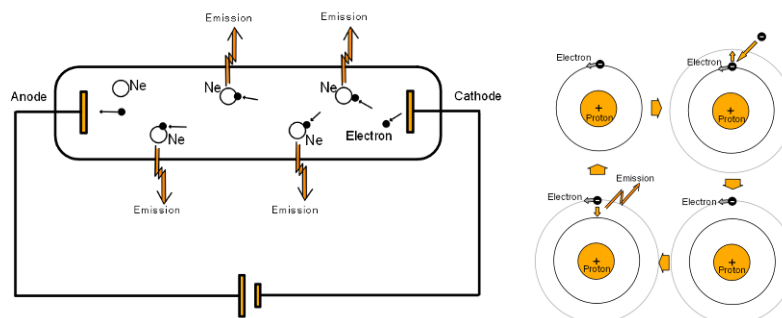 Emission
Emission
Ne
Anode
Ne
Ne
Cathode
Ne
Ne
Electron
Emission
Emission
Electron
+
Proton
Electron
+
Proton
Electron
Emission
+
Proton
Electron
+
Proton